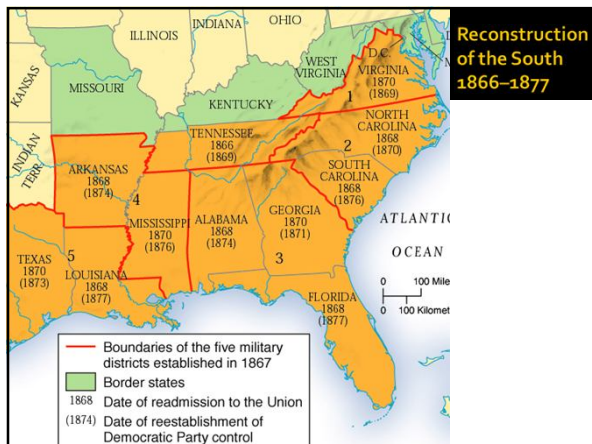 Reconstruction
of the South
1866–1877
OHIO
INDIANA
ILLINOIS
KANSAS
MISSOURI
WEST
VIRGINIA
D.C.
VIRGINIA
1870
(1869)
1
KENTUCKY
INDIAN
TERR.
TENNESSEE
1866
(1869)
NORTH
CAROLINA
1868
(1870)
2
ARKANSAS
1868
(1874)
SOUTH
CAROLINA
1868
(1876)
4
MISSISSIPPI
1870
(1876)
ALABAMA
1868
(1874)
GEORGIA
1870
(1871)
3
ATLANTIC
OCEAN
TEXAS
1870
(1873)
5
LOUISIANA
1868
(1877)
FLORIDA
1868
(1877)
0 100 Mile
0 100 Kilomet
Boundaries of the five military
districts established in 1867
Border states
1868 Date of readmission to the Union
(1874) Date of reestablishment of
Democratic Party control